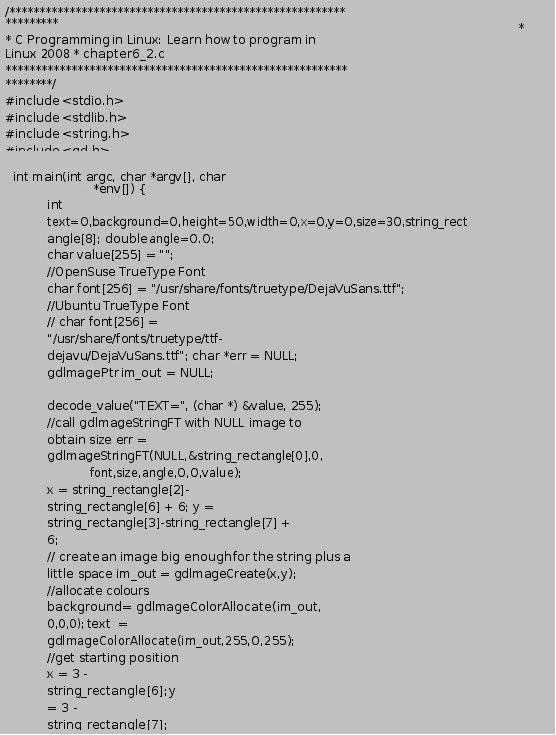 /********************************************************
********* *
* C Programming in Linux: Learn how to program in
Linux 2008 * chapter6_2.c
*********************************************************
********/
#include <stdio.h>
#include <stdlib.h>
#include <string.h>
#include <gd.h>
int main(int argc, char *argv[], char
*env[]) {
int
text=0,background=0,height=50,width=0,x=0,y=0,size=30,string_rect
angle[8]; double angle=0.0;
char value[255] = "";
//OpenSuse TrueType Font
char font[256] = "/usr/share/fonts/truetype/DejaVuSans.ttf";
//Ubuntu TrueType Font
// char font[256] =
"/usr/share/fonts/truetype/ttf-
dejavu/DejaVuSans.ttf"; char *err = NULL;
gdImagePtr im_out = NULL;
decode_value("TEXT=", (char *) &value, 255);
//call gdImageStringFT with NULL image to
obtain size err =
gdImageStringFT(NULL,&string_rectangle[0],0,
font,size,angle,0,0,value);
x = string_rectangle[2]-
string_rectangle[6] + 6; y =
string_rectangle[3]-string_rectangle[7] +
6;
// create an image big enough for the string plus a
little space im_out = gdImageCreate(x,y);
//allocate colours
background= gdImageColorAllocate(im_out,
0,0,0); text =
gdImageColorAllocate(im_out,255,0,255);
//get starting position
x = 3 -
string_rectangle[6]; y
= 3 -
string_rectangle[7];